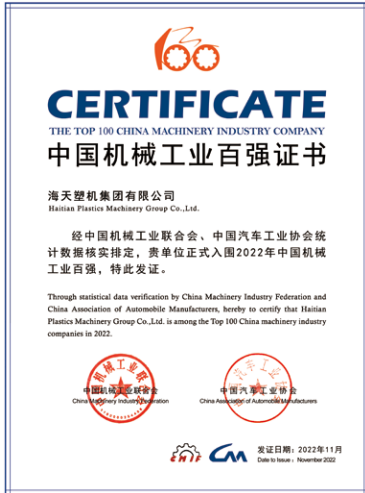 100
CERTIFICATE
THE TOP 100 CHINA MACHINERY INDUSTRY COMPANY
中国机械工业百强证书
海天塑机集团有限公司
Haitian Plastics Machinery Group Co.,Ltd.
经中国机械工业联合会、中国汽车工业协会统
计数据核实排定，贵单位正式入围2022年中国机械
工业百强，特此发证。
Through statistical data verification by China Machinery Industry Federation and
China Association of Automobile Manufacturers, hereby to certify that Haitian
Plastics Machinery Group Co.,Ltd. is among the Top 100 China machinery industry
companies in 2022.
中国机械工业联合会
China Machinery Industry Federation
中国汽车工业协会
China Association of Automobile Manufacturers
CMIF
发证日期：2022年11月
Date to Issue : November 2022